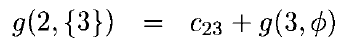 g(2, {3}) = c₂₃ + g(3, ϕ)